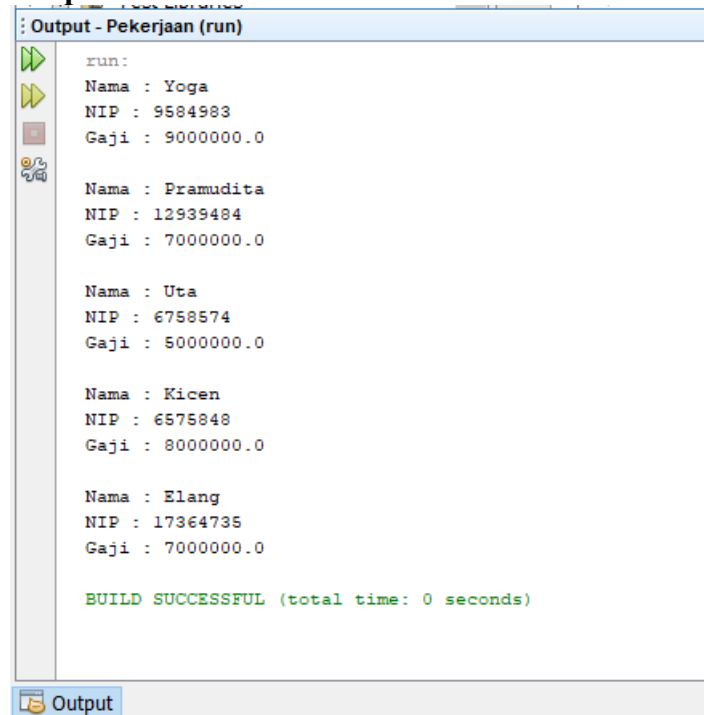 Output - Pekerjaan (run)
run:
Nama : Yoga
NIP : 9584983
Gaji : 9000000.0
Nama : Pramudita
NIP : 12939484
Gaji : 7000000.0
Nama : Uta
NIP : 6758574
Gaji : 5000000.0
Nama : Kicen
NIP : 6575848
Gaji : 8000000.0
Nama : Elang
NIP : 17364735
Gaji : 7000000.0
BUILD SUCCESSFUL (total time: 0 seconds)
Output